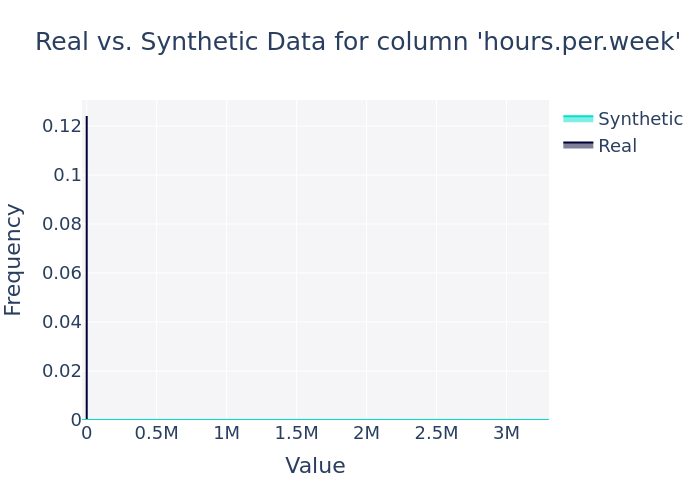 Real vs. Synthetic Data for column 'hours.per.week'
Synthetic
Real
Frequency
0.12
0.1
0.08
0.06
0.04
0.02
0
0 0.5M 1M 1.5M 2M 2.5M 3M
Value